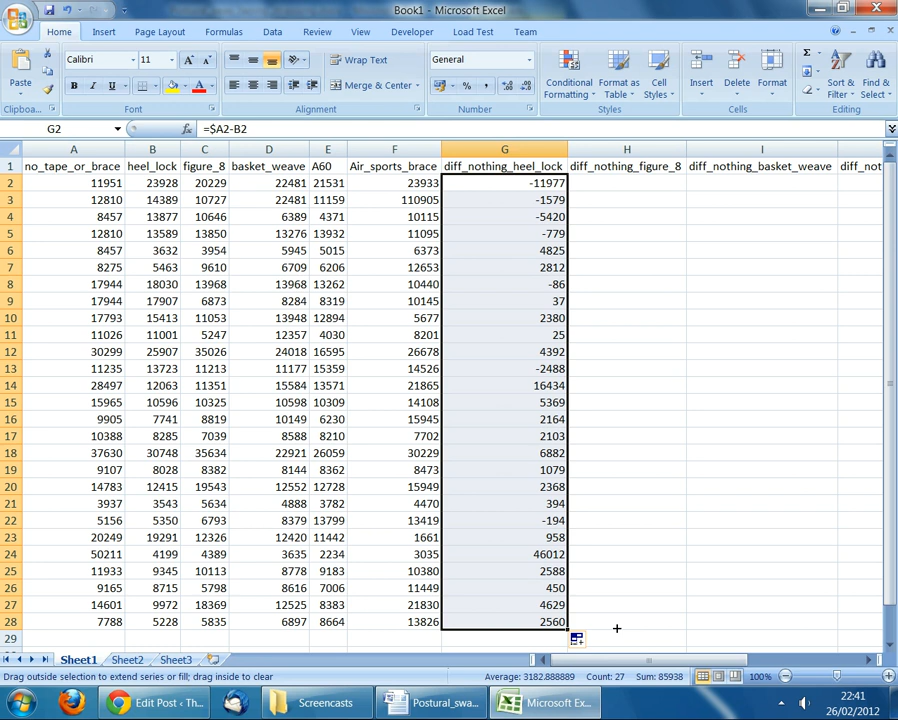 Book1 - Microsoft Excel
Home Insert Page Layout Formulas Data Review View Developer Load Test Team
Calibri 11 Wrap Text General
Paste Merge & Center Conditional Formatting Format as Table Cell Styles Insert Delete Format Sort & Filter Find & Select
Clipboa... Font Alignment Number Styles Cells Editing
G2 =$A2-B2
A B C D E F G H I
1 no_tape_or_brace heel_lock figure_8 basket_weave A60 Air_sports_brace diff_nothing_heel_lock diff_nothing_figure_8 diff_nothing_basket_weave diff_not
2 11951 23928 20229 22481 21531 23933 -11977
3 12810 14389 10727 22481 11159 110905 -1579
4 8457 13877 10646 6389 4371 10115 -5420
5 12810 13589 13850 13276 13932 11095 -779
6 8457 3632 3954 5945 5015 6373 4825
7 8275 5463 9610 6709 6206 12653 2812
8 17944 18030 13968 13968 13262 10440 -86
9 17944 17907 6873 8284 8319 10145 37
10 17793 15413 11053 13948 12894 5677 2380
11 11026 11001 5247 12357 4030 8201 25
12 30299 25907 35026 24018 16595 26678 4392
13 11235 13723 11213 11177 15359 14526 -2488
14 28497 12063 11351 15584 13571 21865 16434
15 15965 10596 10325 10598 10309 14108 5369
16 9905 7741 8819 10149 6230 15945 2164
17 10388 8285 7039 8588 8210 7702 2103
18 37630 30748 35634 22921 26059 30229 6882
19 9107 8028 8382 8144 8362 8473 1079
20 14783 12415 19543 12552 12728 15949 2368
21 3937 3543 5634 4888 3782 4470 394
22 5156 5350 6793 8379 13799 13419 -194
23 20249 19291 12326 12420 11442 1661 958
24 50211 4199 4389 3635 2234 3035 46012
25 11933 9345 10113 8778 9183 10380 2588
26 9165 8715 5798 8616 7006 11449 450
27 14601 9972 18369 12525 8383 21830 4629
28 7788 5228 5835 6897 8664 13826 2560
29
Sheet1 Sheet2 Sheet3
Drag outside selection to extend series or fill; drag inside to clear Average: 3182.888889 Count: 27 Sum: 85938 100%
Edit Post ‹ Th... Screencasts Postural_swa... Microsoft Ex... 22:41
26/02/2012